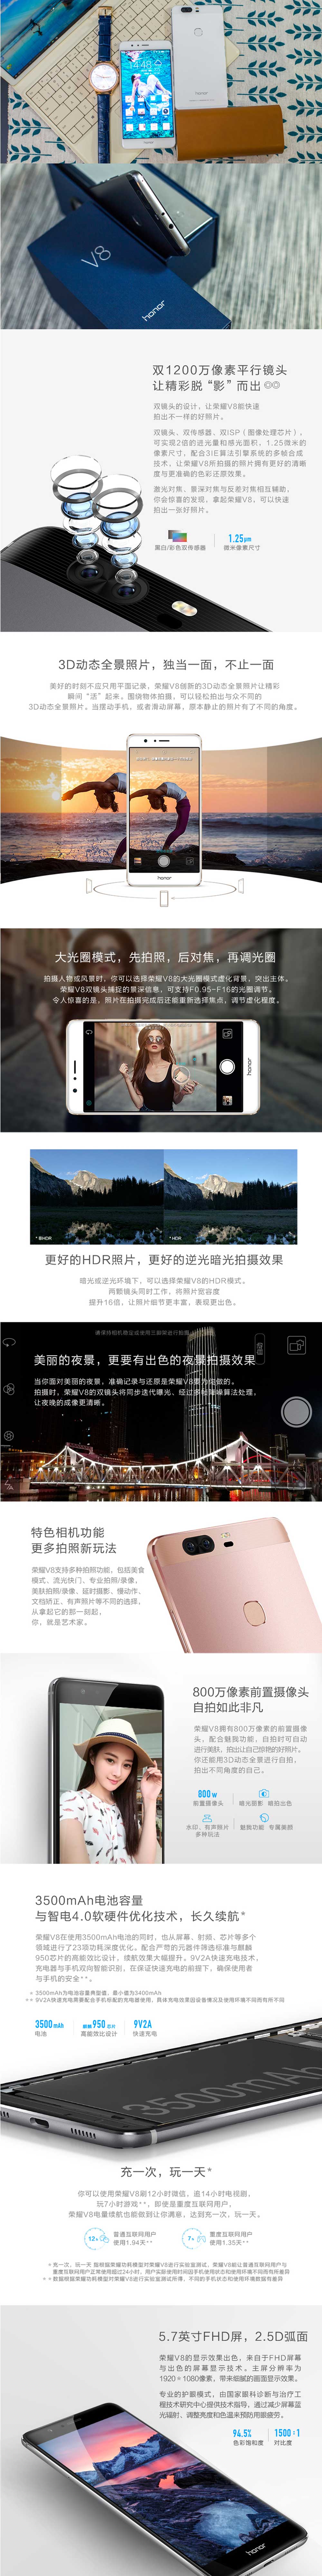 honor
14:48
V8
honor
双1200万像素平行镜头
让精彩脱“影”而出
双镜头的设计，让荣耀V8能快速
拍出不一样的好照片。
双镜头、双传感器、双ISP（图像处理芯片），
可实现2倍的进光量和感光面积，1.25微米的
像素尺寸，配合3IE算法引擎系统的多帧合成
技术，让荣耀V8所拍摄的照片拥有更好的清晰
度与更准确的色彩还原效果。
激光对焦、景深对焦与反差对焦相互辅助，
你会惊喜的发现，拿起荣耀V8，可以快速
拍出一张好照片。
1.25μm
黑白/彩色双传感器
微米像素尺寸
3D动态全景照片，独当一面，不止一面
美好的时刻不应只用平面记录，荣耀V8创新的3D动态全景照片让精彩
瞬间“活”起来。围绕物体拍摄，可以轻松拍出与众不同的
3D动态全景照片。当摆动手机，或者滑动屏幕，原本静止的照片有了不同的角度。
honor
大光圈模式，先拍照，后对焦，再调光圈
拍摄人物或风景时，你可以选择荣耀V8的大光圈模式虚化背景，突出主体。
荣耀V8双镜头捕捉的景深信息，可支持F0.95-F16的光圈调节。
令人惊喜的是，照片在拍摄完成后还能重新选择焦点，调节虚化程度。
honor
*非HDR
*HDR
更好的HDR照片，更好的逆光暗光拍摄效果
暗光或逆光环境下，可以选择荣耀V8的HDR模式。
两颗镜头同时工作，将照片宽容度
提升16倍，让照片细节更丰富，表现更出色。
请保持相机稳定或使用三脚架进行拍照
美丽的夜景，更要有出色的夜景拍摄效果
当你面对美丽的夜景，准确记录与还原是荣耀V8要为你做的。
拍摄时，荣耀V8的双镜头将同步迭代曝光、经过多帧降噪算法处理，
让夜晚的成像更清晰。
特色相机功能
更多拍照新玩法
荣耀V8支持多种拍照功能，包括美食
模式、流光快门、专业拍照/录像，
美肤拍照/录像、延时摄影、慢动作、
文档矫正、有声照片等不同的选择，
从拿起它的那一刻起，
你，就是艺术家。
800万像素前置摄像头
自拍如此非凡
荣耀V8拥有800万像素的前置摄像
头，配合魅我功能，自拍时可自动
进行美肤，拍出让自己惊艳的好照片。
你还能用3D动态全景进行自拍，
拍出不同角度的自己。
800w
前置摄像头
暗光丽影 暗拍出色
水印、有声照片
多种玩法
魅我功能 专属美颜
3500mAh电池容量
与智电4.0软硬件优化技术，长久续航*
荣耀V8在使用3500mAh电池的同时，也从屏幕、射频、芯片等多个
领域进行了23项功耗深度优化。配合严苛的元器件筛选标准与麒麟
950芯片的高能效比设计，续航效果大幅提升。9V2A快速充电技术，
充电器与手机双向智能识别，在保证快速充电的前提下，确保使用者
与手机的安全**。
* 3500mAh为电池容量典型值，最小值为3400mAh
** 9V2A快速充电需要配合手机标配的充电器使用，具体充电效果因设备情况及使用环境不同而有所不同
3500mAh
电池
麒麟950芯片
高能效比设计
9V2A
快速充电
3500mAh
充一次，玩一天*
你可以使用荣耀V8刷12小时微信，追14小时电视剧，
玩7小时游戏**，即使是重度互联网用户，
荣耀V8电量续航也能做到让你满意，达到充一次，玩一天。
12+
普通互联网用户
使用1.94天**
7+
重度互联网用户
使用1.35天**
*充一次，玩一天 指根据荣耀功耗模型对荣耀V8进行实验室测试，荣耀V8能让普通互联网用户与
重度互联网用户正常使用超过24小时，用户实际使用时间因手机使用状态和使用环境不同而有所差异
**数据根据荣耀功耗模型对荣耀V8进行实验室测试所得，不同的手机状态和使用环境数据有差异
5.7英寸FHD屏，2.5D弧面
荣耀V8的显示效果出色，来自于FHD屏幕
与出色的屏幕显示技术。主屏分辨率为
1920*1080像素，带来细腻的画面显示效果。
专业的护眼模式，由国家眼科诊断与治疗工
程技术研究中心提供技术指导，通过减少屏幕蓝
光辐射、调整亮度和色温来预防用眼疲劳。
94.5%
色彩饱和度
1500:1
对比度
honor